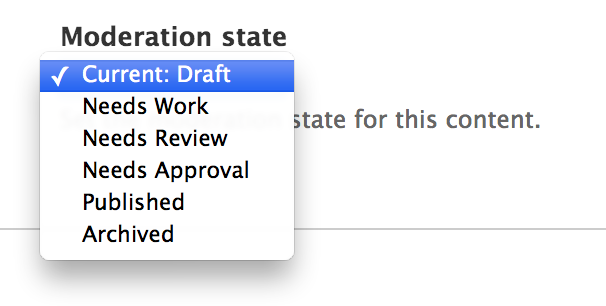 Moderation state
✓ Current: Draft
Needs Work
state for this content.
Needs Review
Needs Approval
Published
Archived